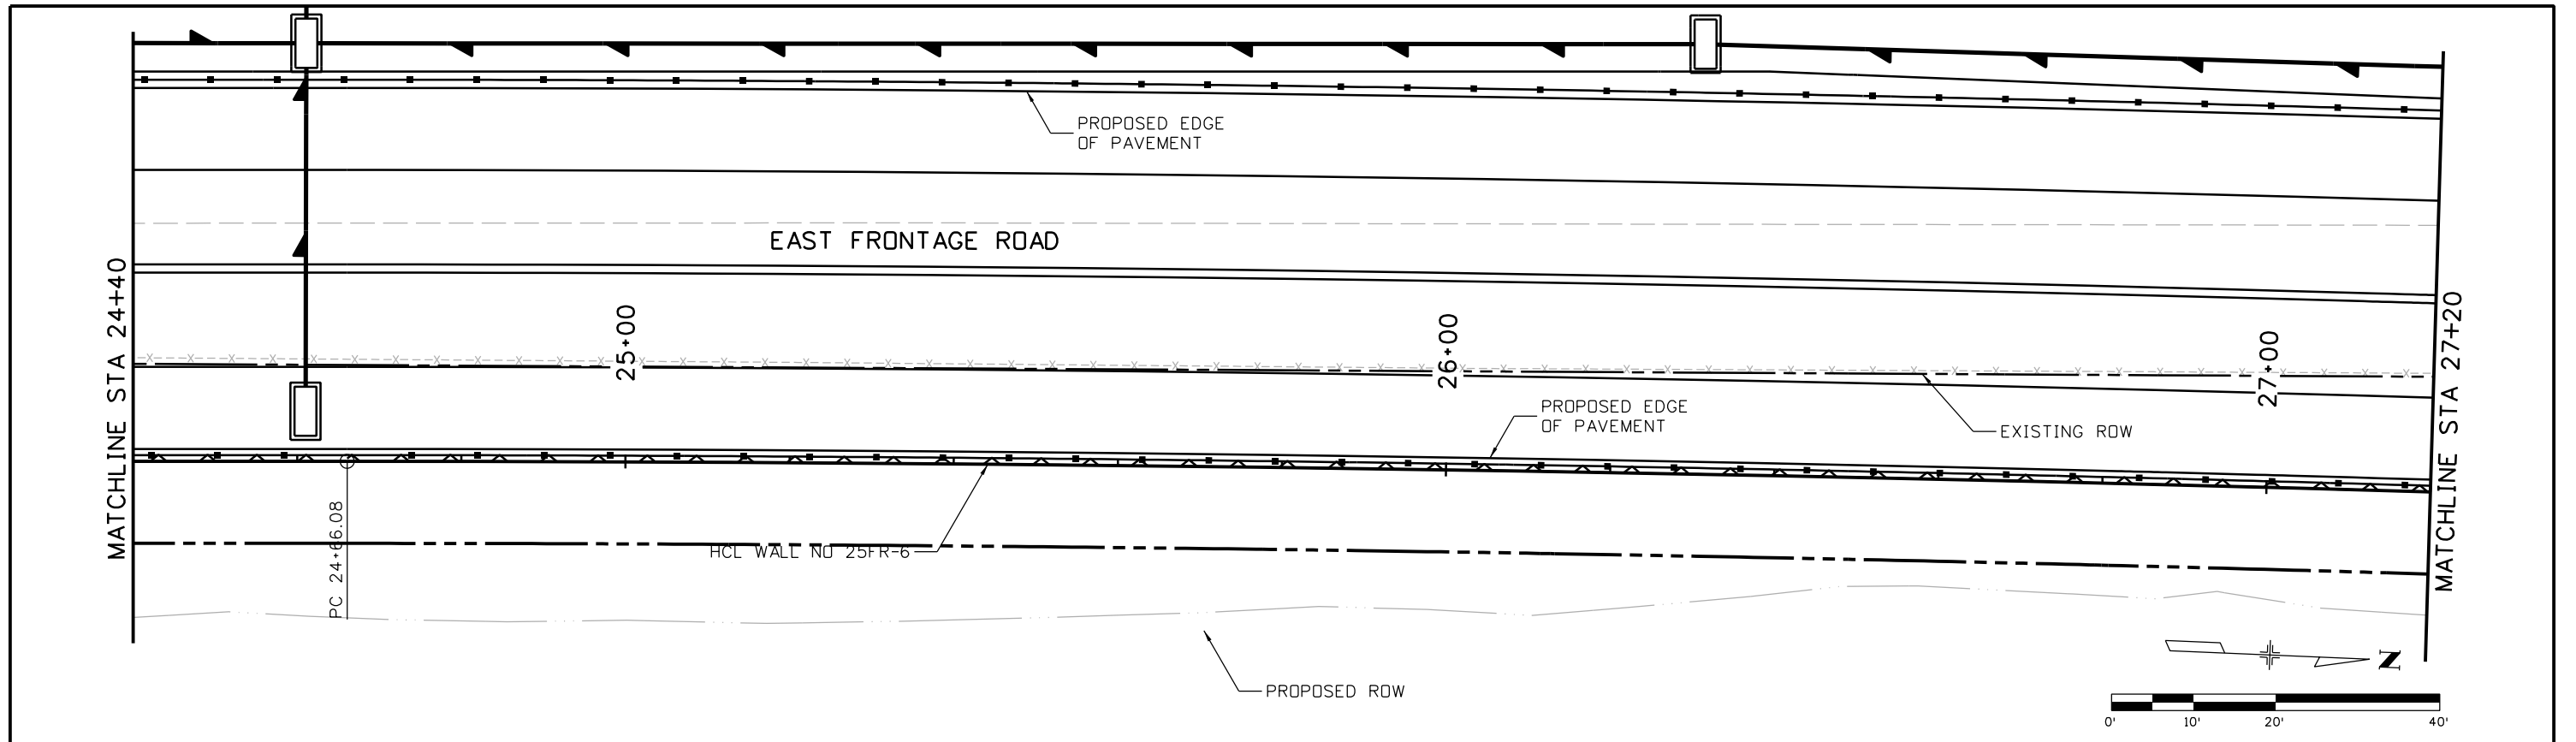 PROPOSED EDGE
OF PAVEMENT
EAST FRONTAGE ROAD
MATCHLINE STA 24+40
25+00
26+00
27+00
MATCHLINE STA 27+20
PROPOSED EDGE
OF PAVEMENT
EXISTING ROW
PC 24+66.08
HCL WALL NO 25FR-6
PROPOSED ROW
N
0' 10' 20' 40'